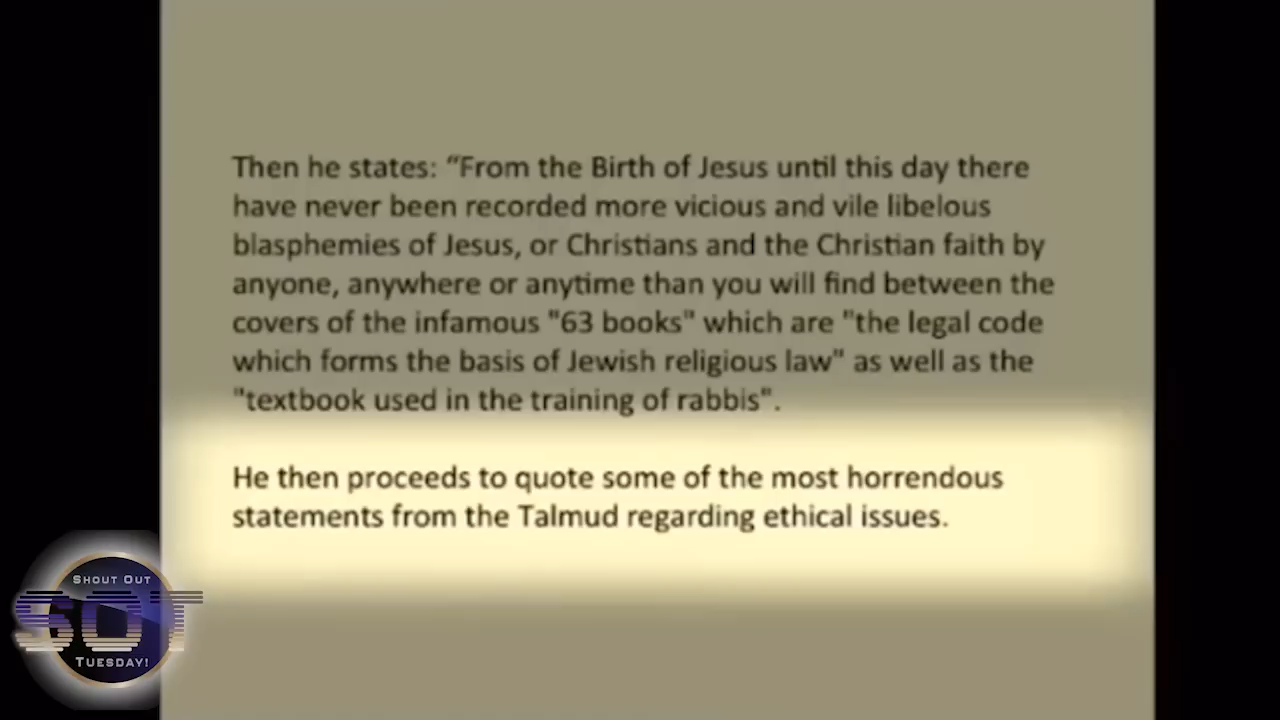 Then he states: “From the Birth of Jesus until this day there
have never been recorded more vicious and vile libelous
blasphemies of Jesus, or Christians and the Christian faith by
anyone, anywhere or anytime than you will find between the
covers of the infamous "63 books" which are "the legal code
which forms the basis of Jewish religious law" as well as the
"textbook used in the training of rabbis".
He then proceeds to quote some of the most horrendous
statements from the Talmud regarding ethical issues.
SHOUT OUT
SOT
TUESDAY!